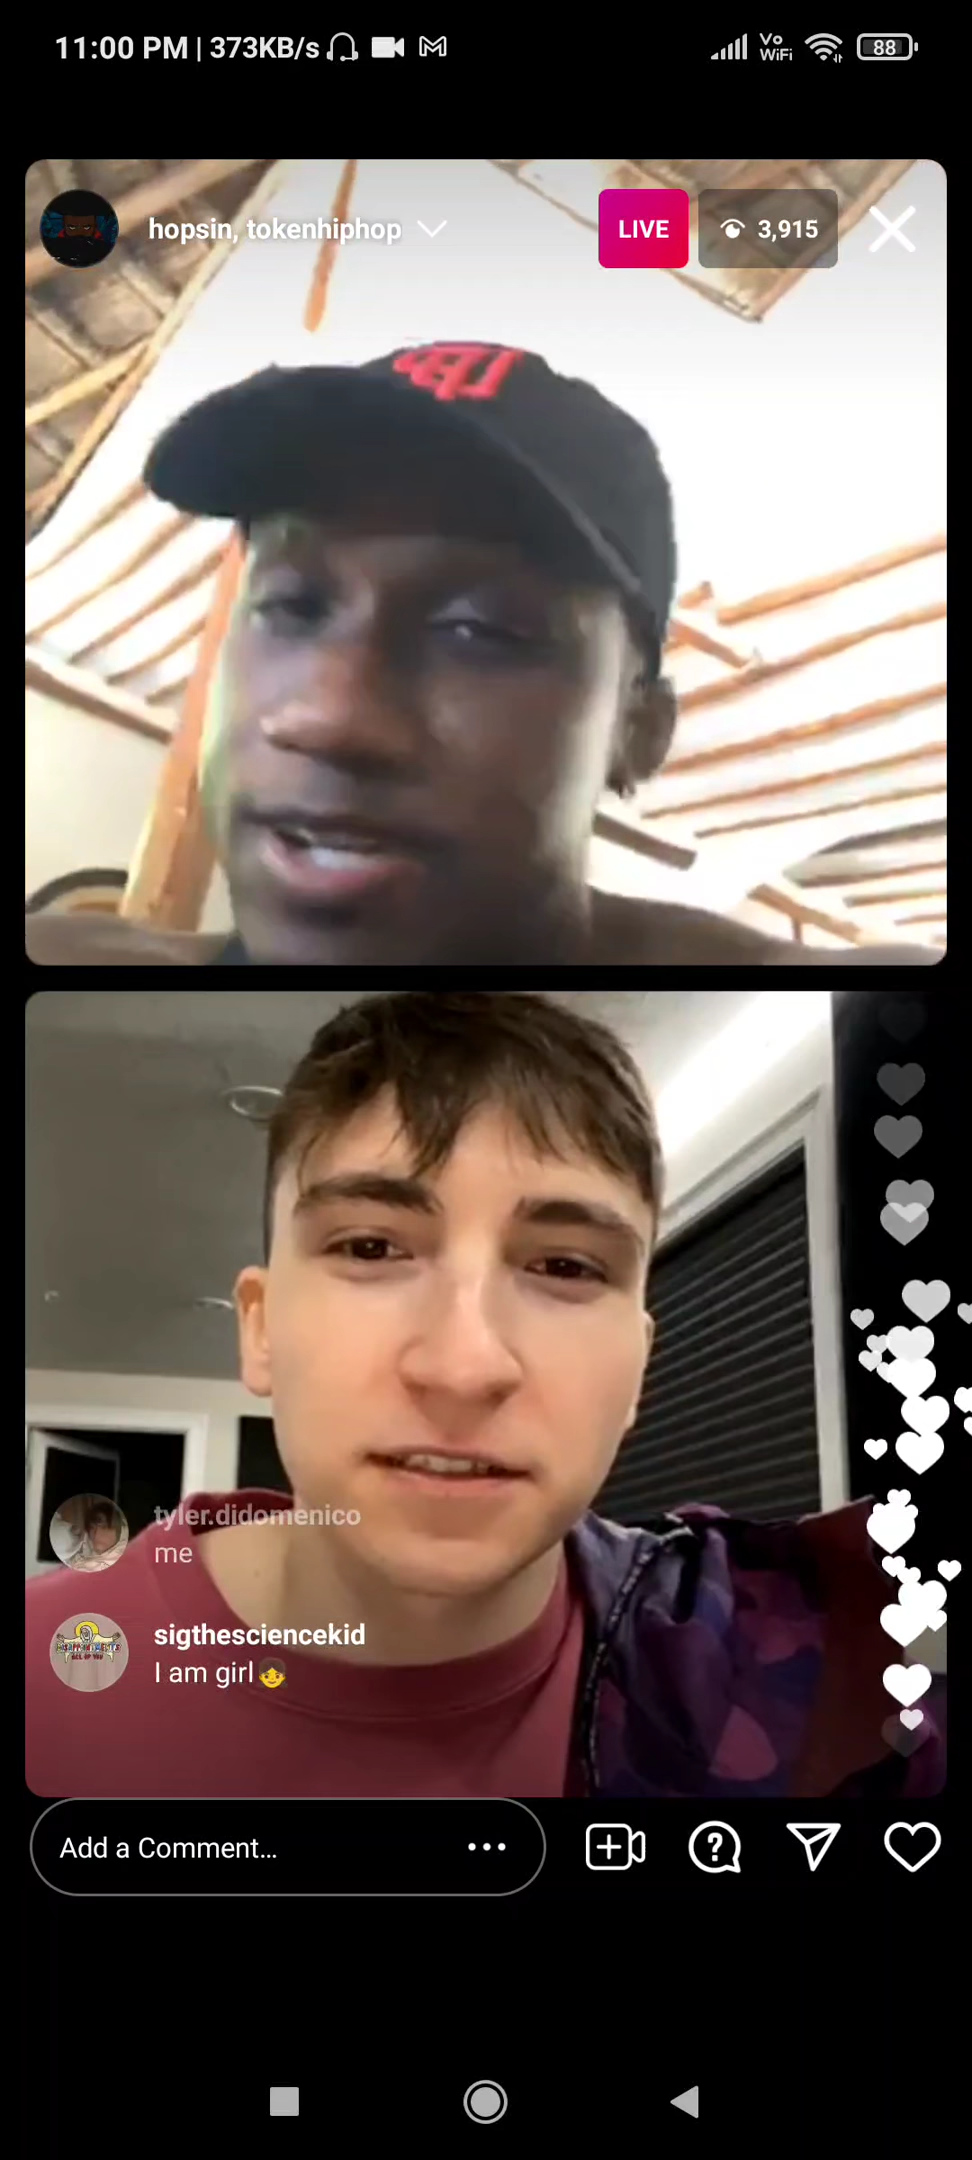 11:00 PM | 373KB/s
Vo
WiFi
88
hopsin, tokenhiphop
LIVE
3,915
tyler.didomenico
me
sigthesciencekid
I am girl👧
Add a Comment...